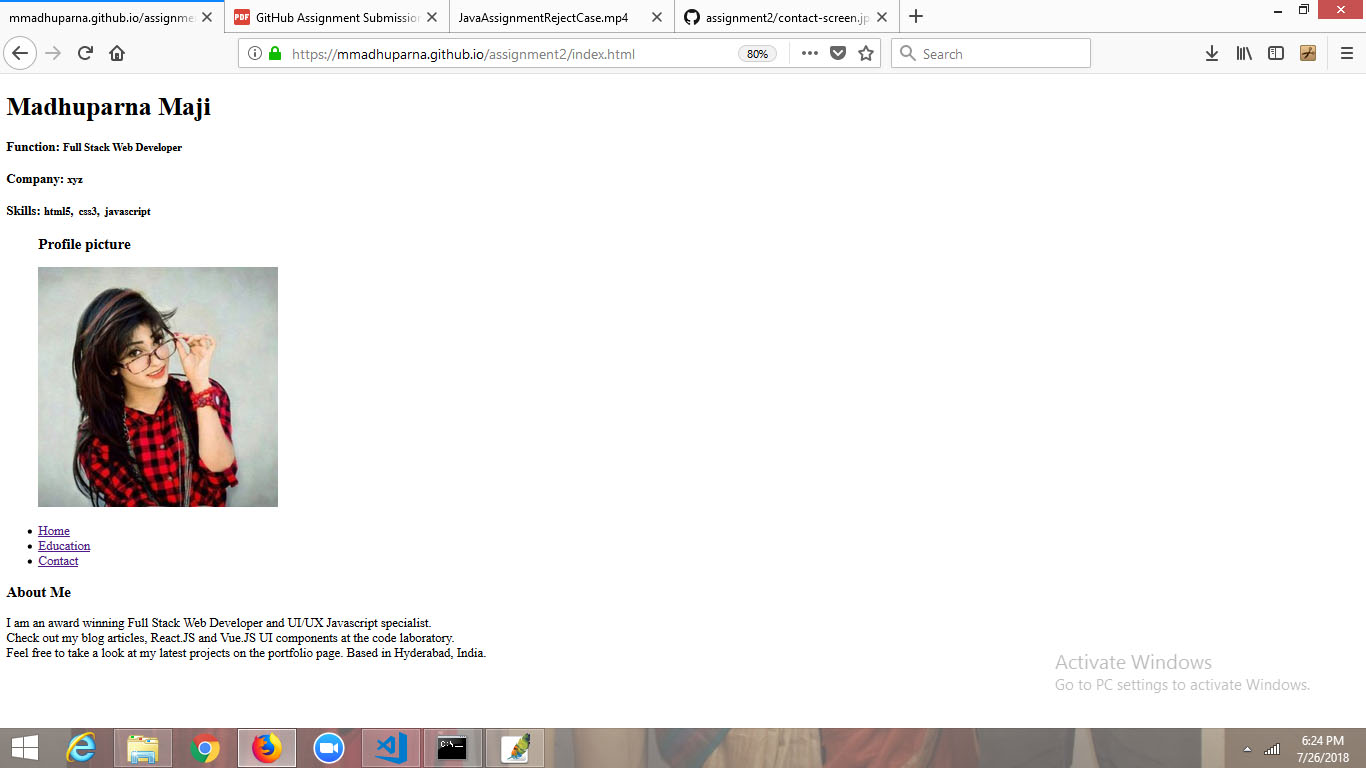 mmadhuparna.github.io/assignme
GitHub Assignment Submission
JavaAssignmentRejectCase.mp4
assignment2/contact-screen.jp
https://mmadhuparna.github.io/assignment2/index.html
80%
Search
Madhuparna Maji
Function: Full Stack Web Developer
Company: xyz
Skills: html5, css3, javascript
Profile picture
Home
Education
Contact
About Me
I am an award winning Full Stack Web Developer and UI/UX Javascript specialist.
Check out my blog articles, React.JS and Vue.JS UI components at the code laboratory.
Feel free to take a look at my latest projects on the portfolio page. Based in Hyderabad, India.
Activate Windows
Go to PC settings to activate Windows.
6:24 PM
7/26/2018